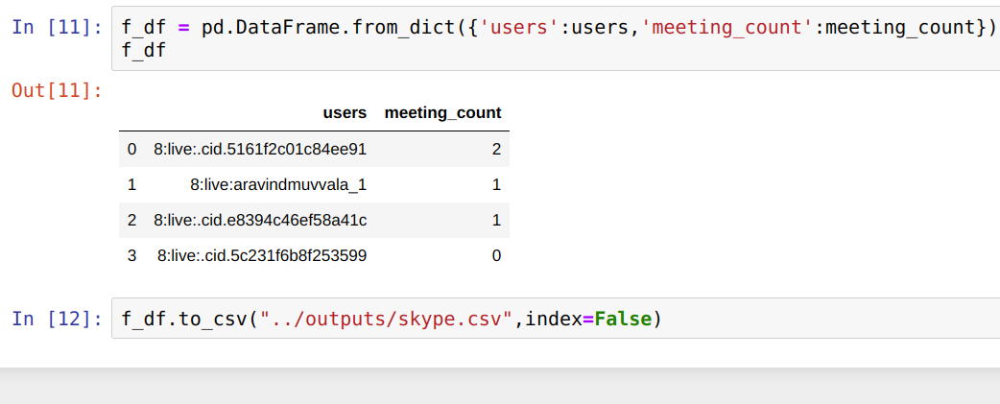 In [11]: f_df = pd.DataFrame.from_dict({'users':users,'meeting_count':meeting_count})
f_df
Out[11]:
users meeting_count
0 8:live:.cid.5161f2c01c84ee91 2
1 8:live:aravindmuvvala_1 1
2 8:live:.cid.e8394c46ef58a41c 1
3 8:live:.cid.5c231f6b8f253599 0
In [12]: f_df.to_csv("../outputs/skype.csv",index=False)